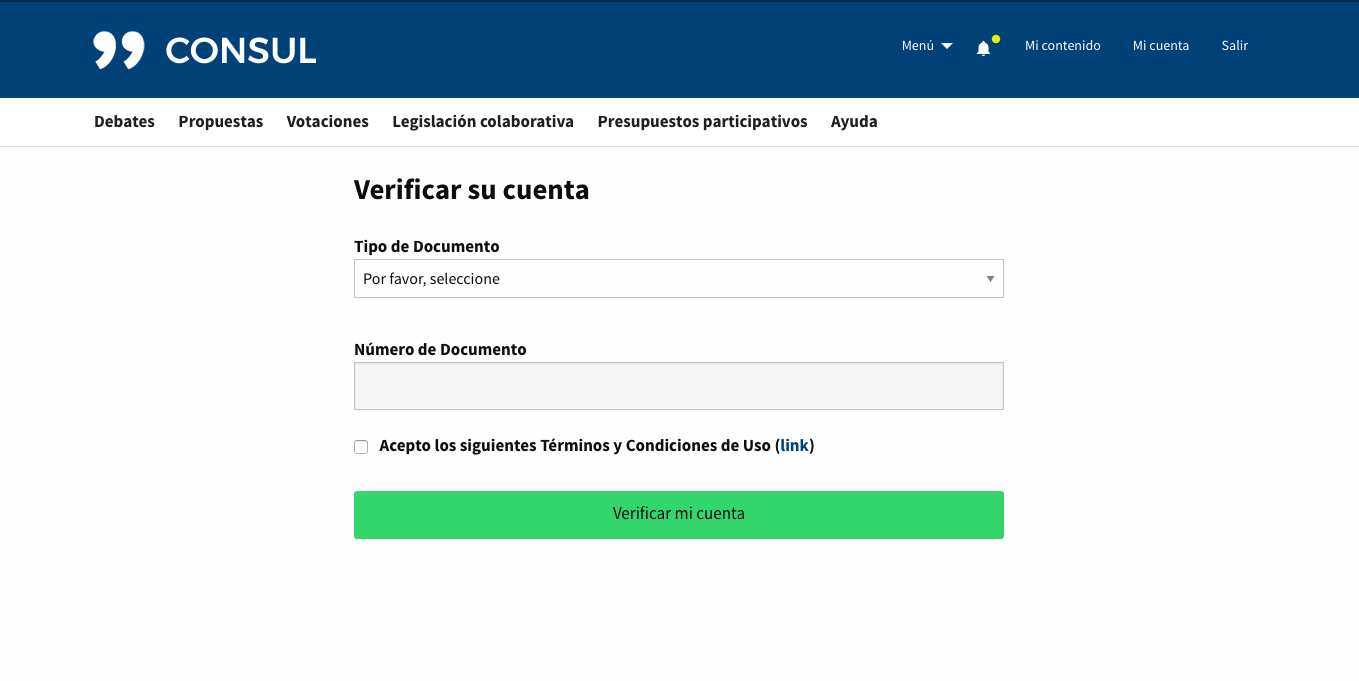 CONSUL
Menú
Mi contenido
Mi cuenta
Salir
Debates
Propuestas
Votaciones
Legislación colaborativa
Presupuestos participativos
Ayuda
Verificar su cuenta
Tipo de Documento
Por favor, seleccione
Número de Documento
Acepto los siguientes Términos y Condiciones de Uso (link)
Verificar mi cuenta